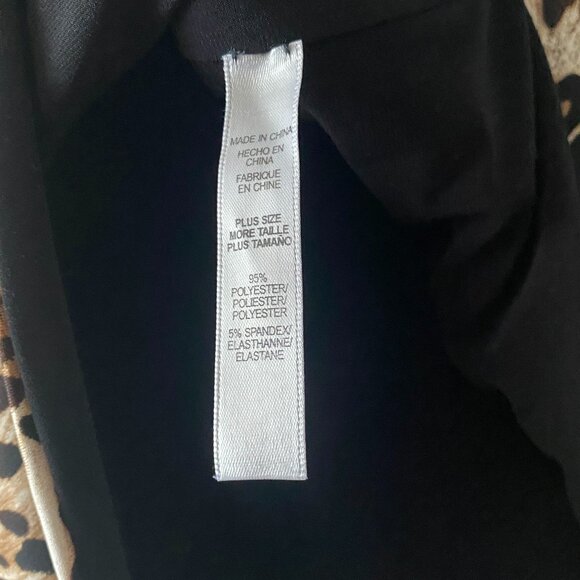 MADE IN CHINA
HECHO EN
CHINA
FABRIQUE
EN CHINE
PLUS SIZE
MORE TAILLE
PLUS TAMAÑO
95%
POLYESTER/
POLIESTER/
POLYESTER
5% SPANDEX/
ELASTHANNE/
ELASTANE